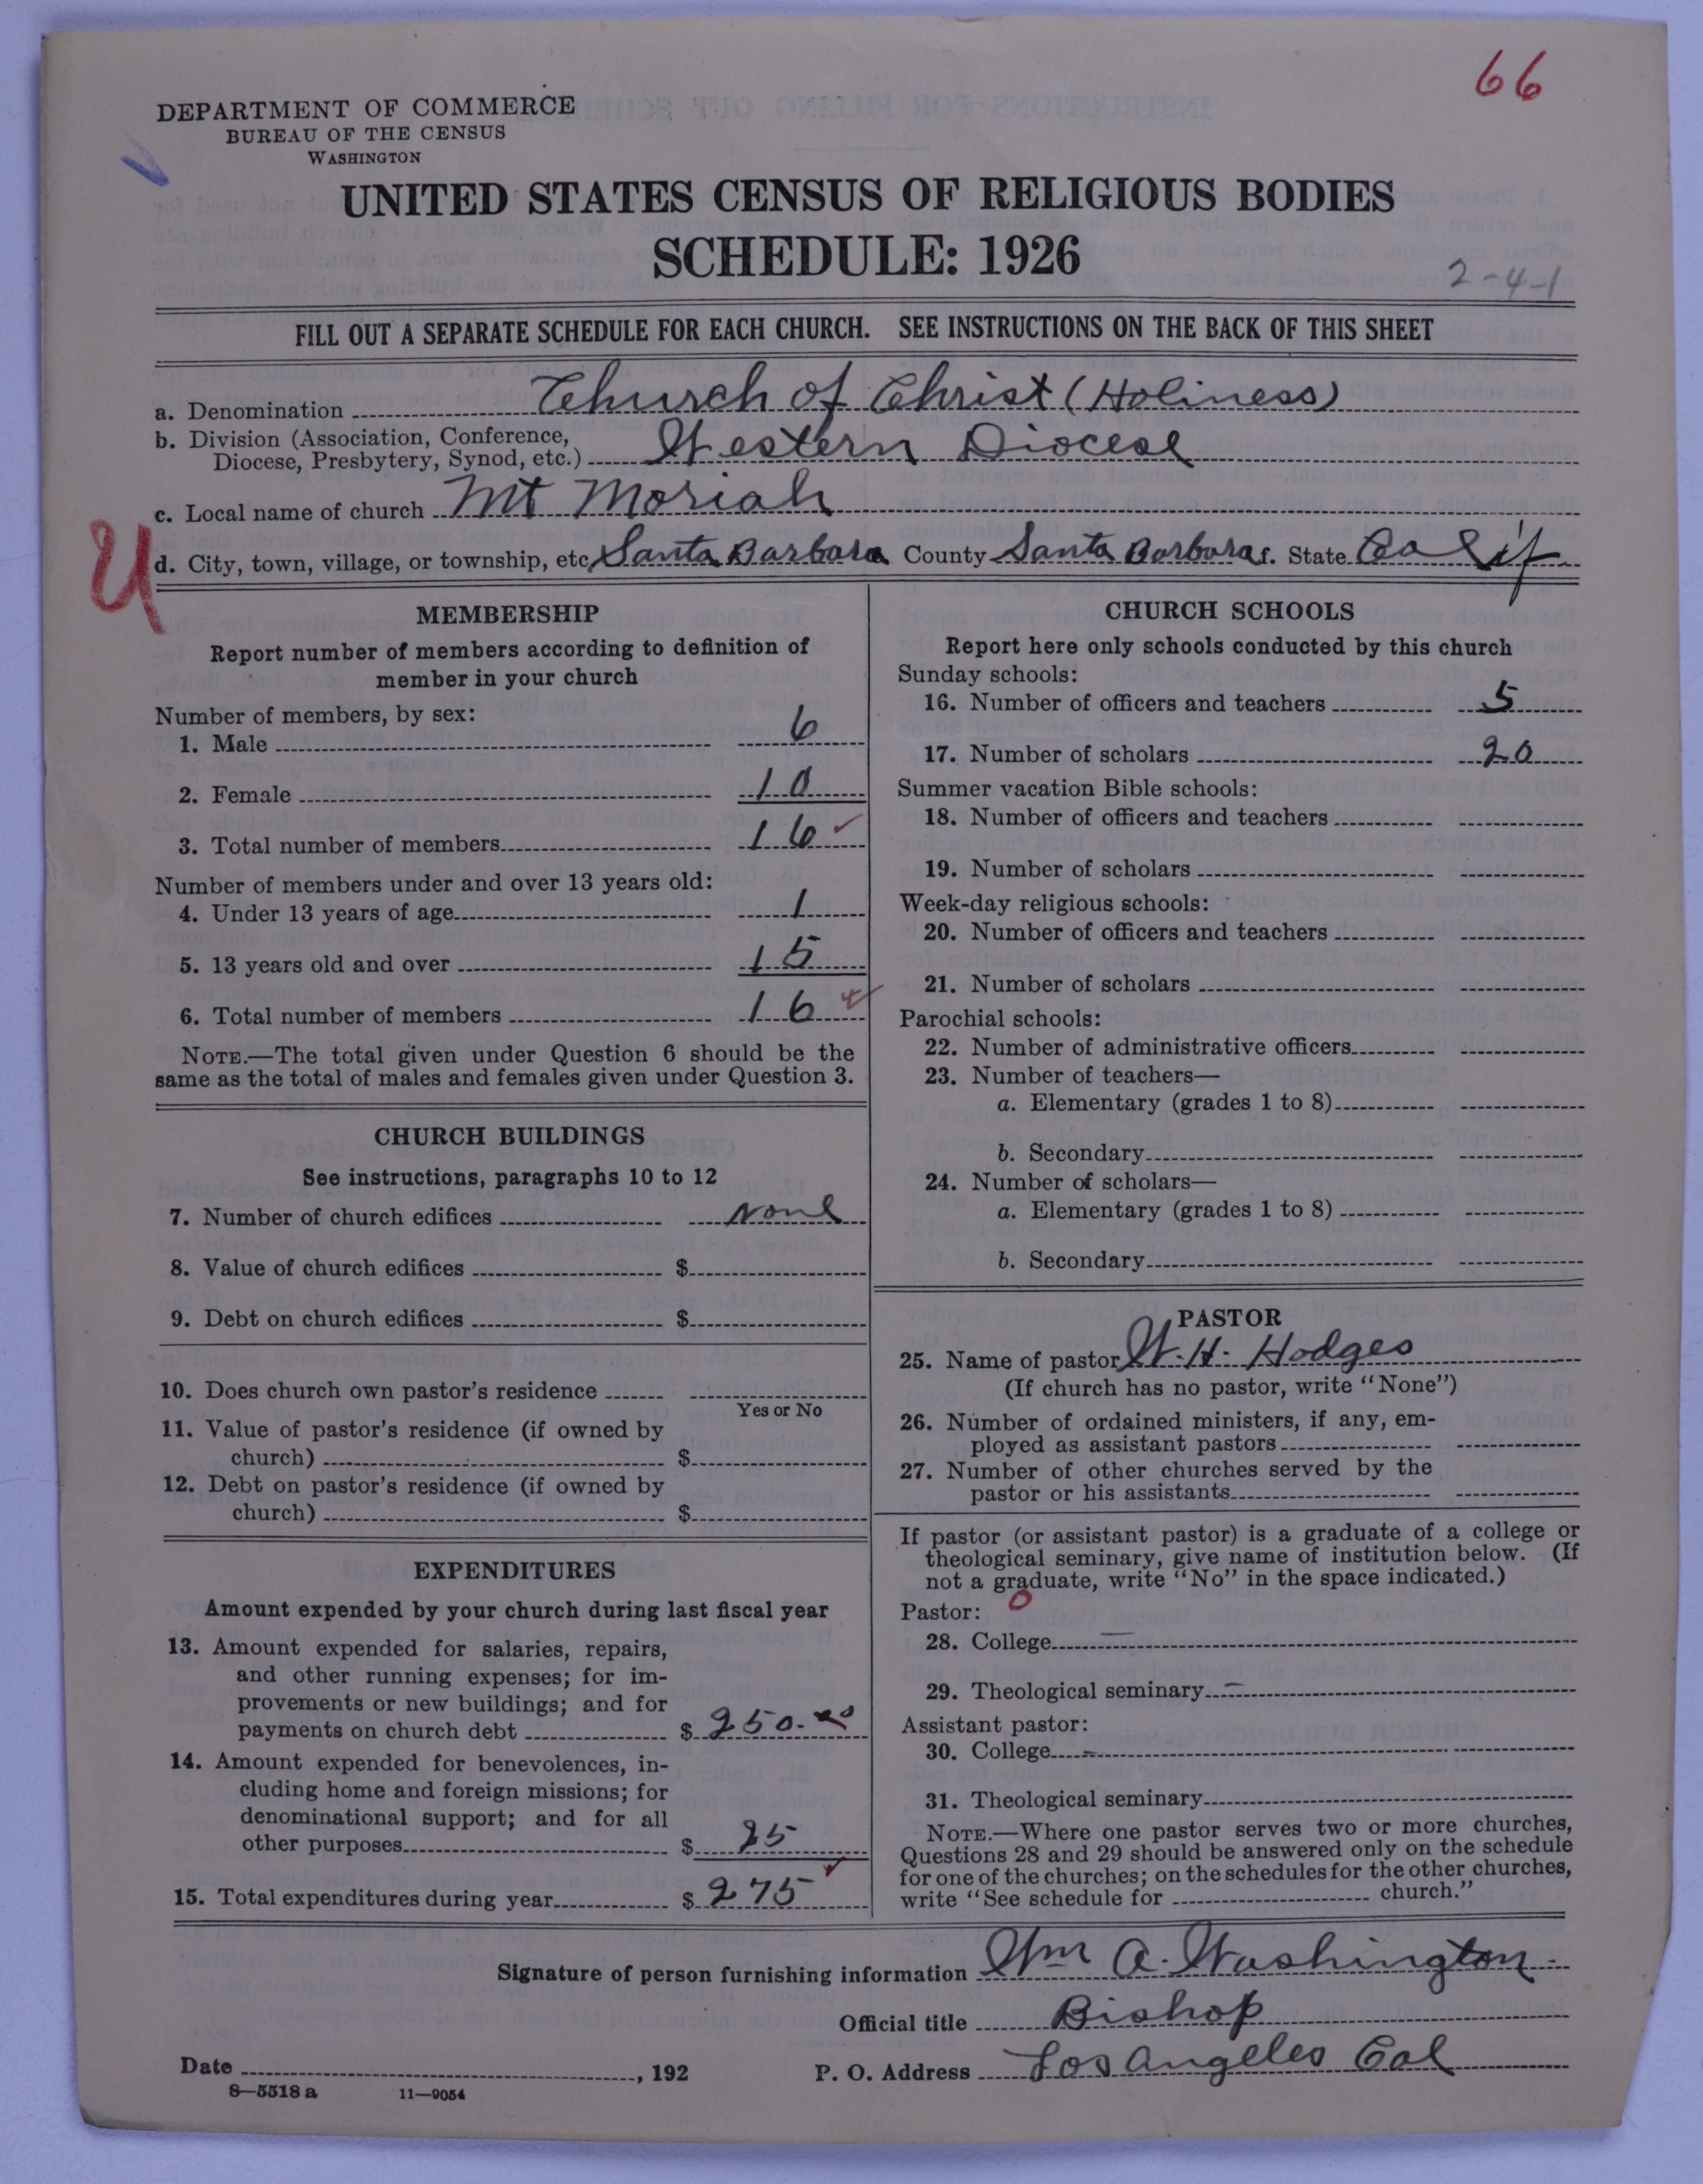 66
DEPARTMENT OF COMMERCE
BUREAU OF THE CENSUS
WASHINGTON
UNITED STATES CENSUS OF RELIGIOUS BODIES
SCHEDULE: 1926
2-4-1
FILL OUT A SEPARATE SCHEDULE FOR EACH CHURCH. SEE INSTRUCTIONS ON THE BACK OF THIS SHEET
a. Denomination Church of Christ (Holiness)
b. Division (Association, Conference,
Diocese, Presbytery, Synod, etc.) Western Diocese
c. Local name of church Mt Moriah
U
d. City, town, village, or township, etc Santa Barbara County Santa Barbara f. State Calif
MEMBERSHIP
Report number of members according to definition of
member in your church
Number of members, by sex:
1. Male 6
2. Female 10
3. Total number of members 16
Number of members under and over 13 years old:
4. Under 13 years of age 1
5. 13 years old and over 15
6. Total number of members 16
NOTE.—The total given under Question 6 should be the
same as the total of males and females given under Question 3.
CHURCH BUILDINGS
See instructions, paragraphs 10 to 12
7. Number of church edifices None
8. Value of church edifices $
9. Debt on church edifices $
10. Does church own pastor's residence
Yes or No
11. Value of pastor's residence (if owned by
church) $
12. Debt on pastor's residence (if owned by
church) $
EXPENDITURES
Amount expended by your church during last fiscal year
13. Amount expended for salaries, repairs,
and other running expenses; for im-
provements or new buildings; and for
payments on church debt $ 250.00
14. Amount expended for benevolences, in-
cluding home and foreign missions; for
denominational support; and for all
other purposes $ 25
15. Total expenditures during year $ 275
CHURCH SCHOOLS
Report here only schools conducted by this church
Sunday schools:
16. Number of officers and teachers 5
17. Number of scholars 20
Summer vacation Bible schools:
18. Number of officers and teachers
19. Number of scholars
Week-day religious schools:
20. Number of officers and teachers
21. Number of scholars
Parochial schools:
22. Number of administrative officers
23. Number of teachers—
a. Elementary (grades 1 to 8)
b. Secondary
24. Number of scholars—
a. Elementary (grades 1 to 8)
b. Secondary
PASTOR
25. Name of pastor W. H. Hodges
(If church has no pastor, write "None")
26. Number of ordained ministers, if any, em-
ployed as assistant pastors
27. Number of other churches served by the
pastor or his assistants
If pastor (or assistant pastor) is a graduate of a college or
theological seminary, give name of institution below. (If
not a graduate, write "No" in the space indicated.)
Pastor: 0
28. College —
29. Theological seminary —
Assistant pastor:
30. College —
31. Theological seminary
NOTE.—Where one pastor serves two or more churches,
Questions 28 and 29 should be answered only on the schedule
for one of the churches; on the schedules for the other churches,
write "See schedule for church."
Signature of person furnishing information Wm A. Washington
Official title Bishop
Date , 192 P. O. Address Los Angeles Cal
8—5518 a 11—9054